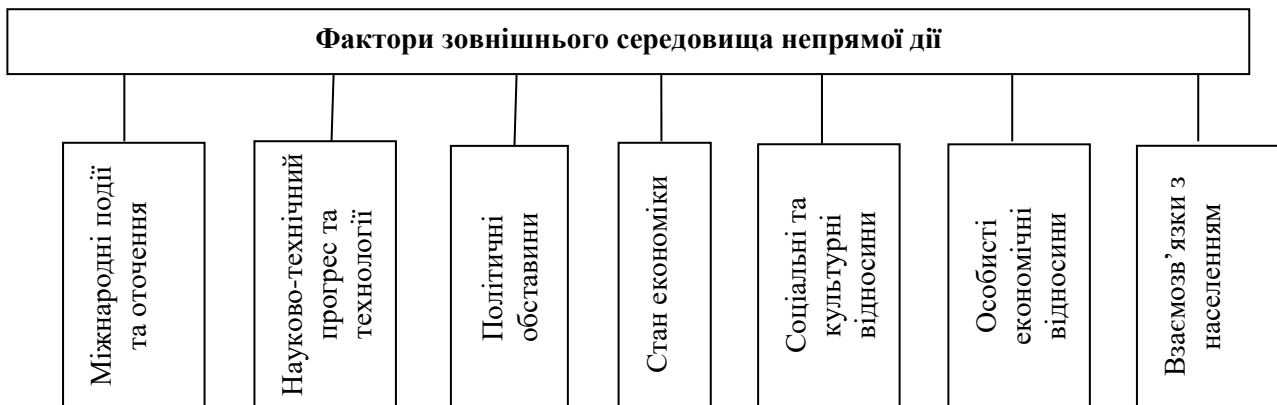 Фактори зовнішнього середовища непрямої дії
Міжнародні події
та оточення
Науково-технічний
прогрес та
технології
Політичні
обставини
Стан економіки
Соціальні та
культурні
відносини
Особисті
економічні
відносини
Взаємозв’язки з
населенням